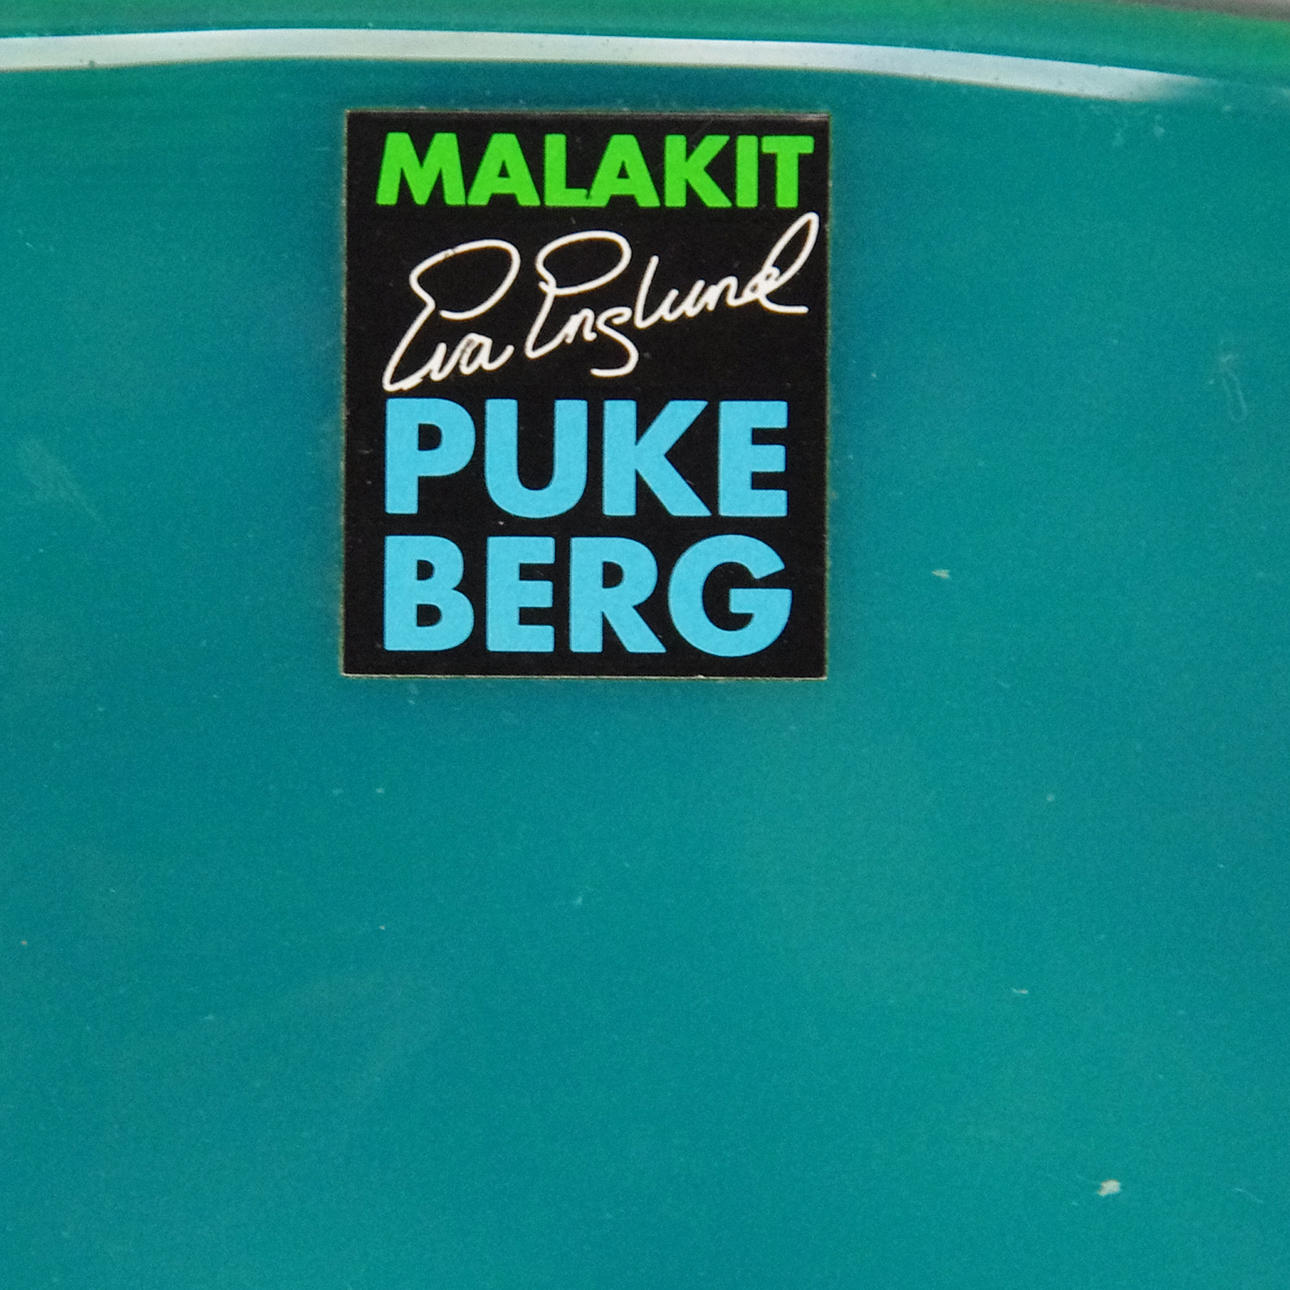 MALAKIT
Eva Englund
PUKE
BERG